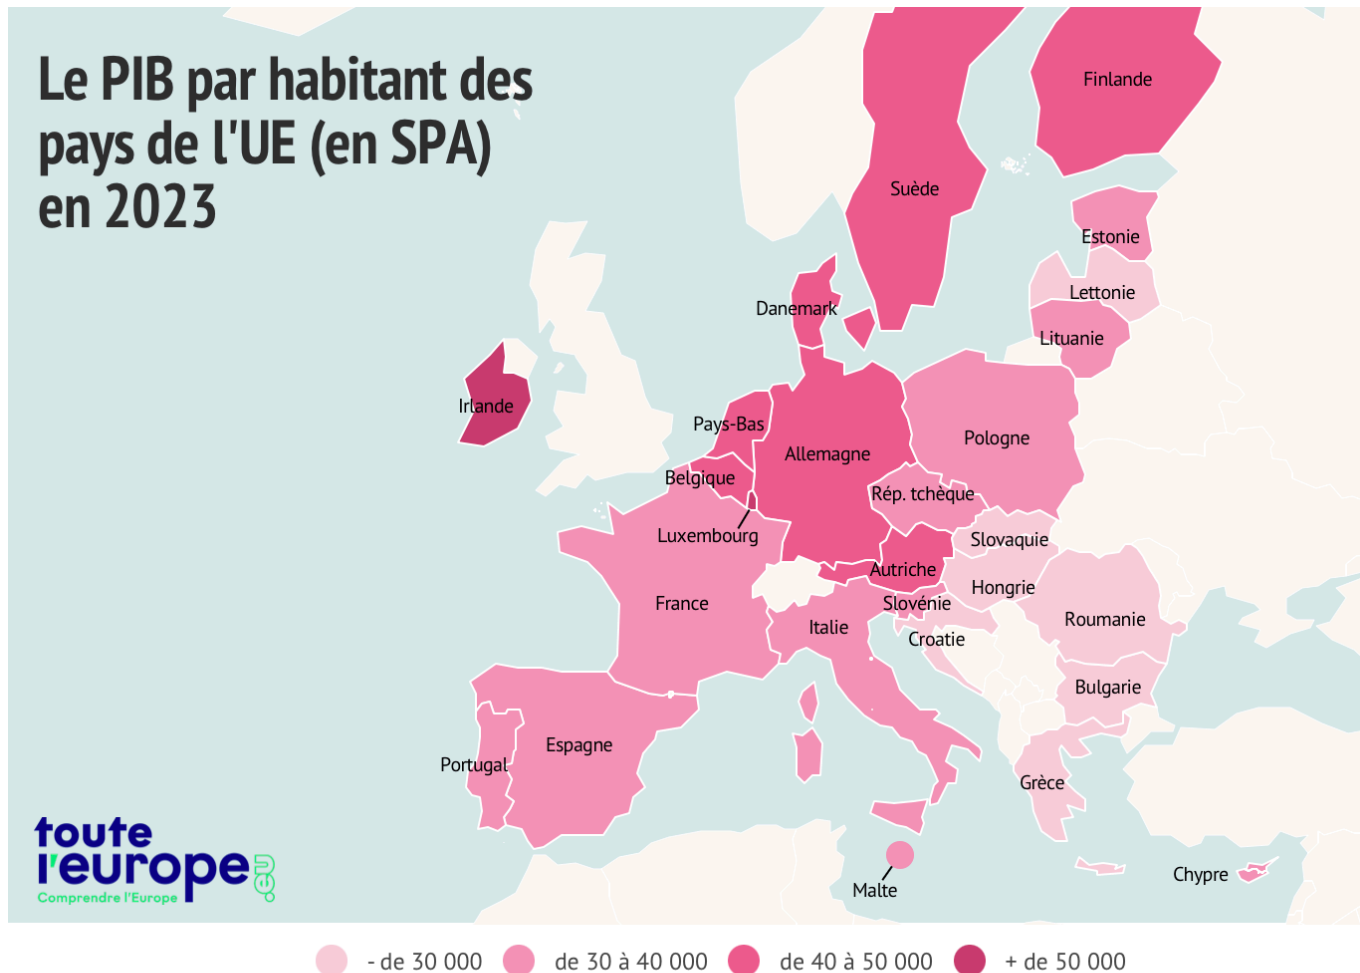 Le PIB par habitant des
pays de l'UE (en SPA)
en 2023
Finlande
Suède
Estonie
Lettonie
Danemark
Lituanie
Irlande
Pays-Bas
Pologne
Allemagne
Belgique
Rép. tchèque
Luxembourg
Slovaquie
Autriche
Hongrie
France
Slovénie
Roumanie
Italie
Croatie
Bulgarie
Espagne
Portugal
Grèce
toute
l'europe.eu
Comprendre l'Europe
Chypre
Malte
- de 30 000 de 30 à 40 000 de 40 à 50 000 + de 50 000